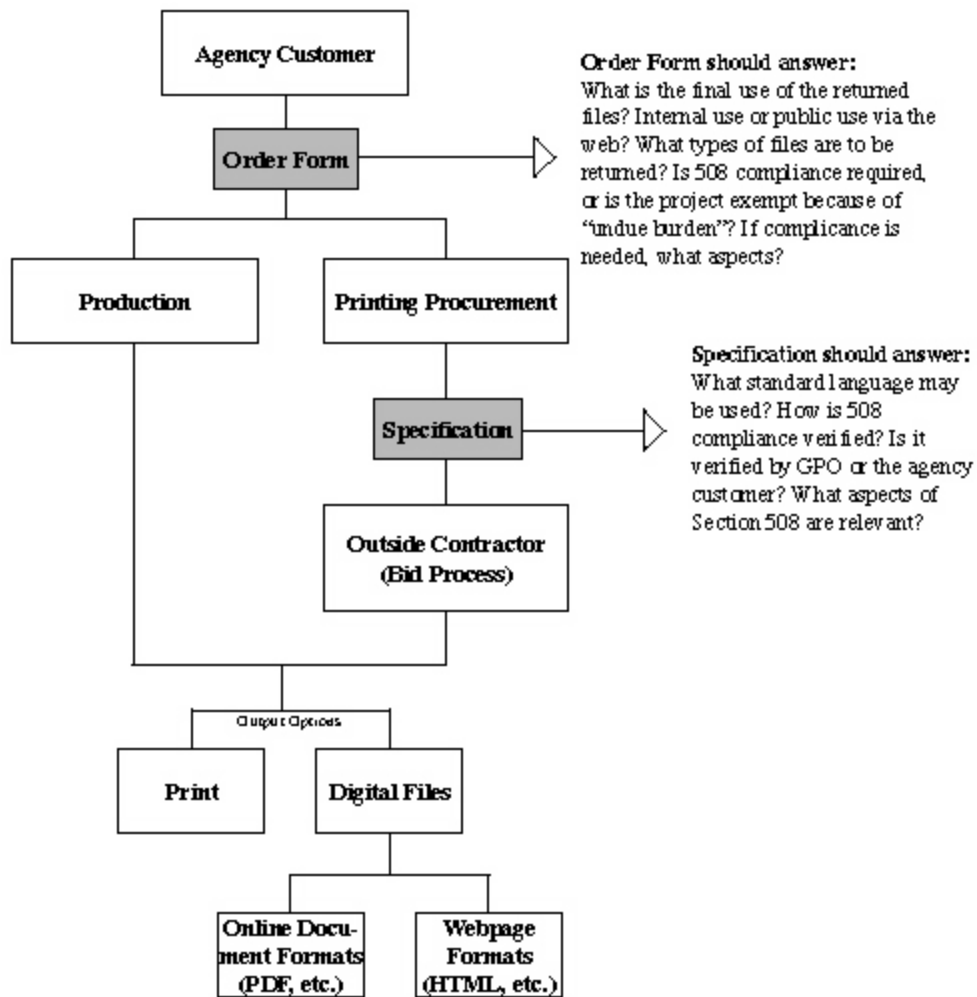 Agency Customer
Order Form should answer:
What is the final use of the returned
files? Internal use or public use via the
web? What types of files are to be
returned? Is 508 compliance required,
or is the project exempt because of
“undue burden”? If complicance is
needed, what aspects?
Order Form
Production
Printing Procurement
Specification should answer:
What standard language may
be used? How is 508
compliance verified? Is it
verified by GPO or the agency
customer? What aspects of
Section 508 are relevant?
Specification
Outside Contractor
(Bid Process)
Output Options
Print
Digital Files
Online Docu-
ment Formats
(PDF, etc.)
Webpage
Formats
(HTML, etc.)